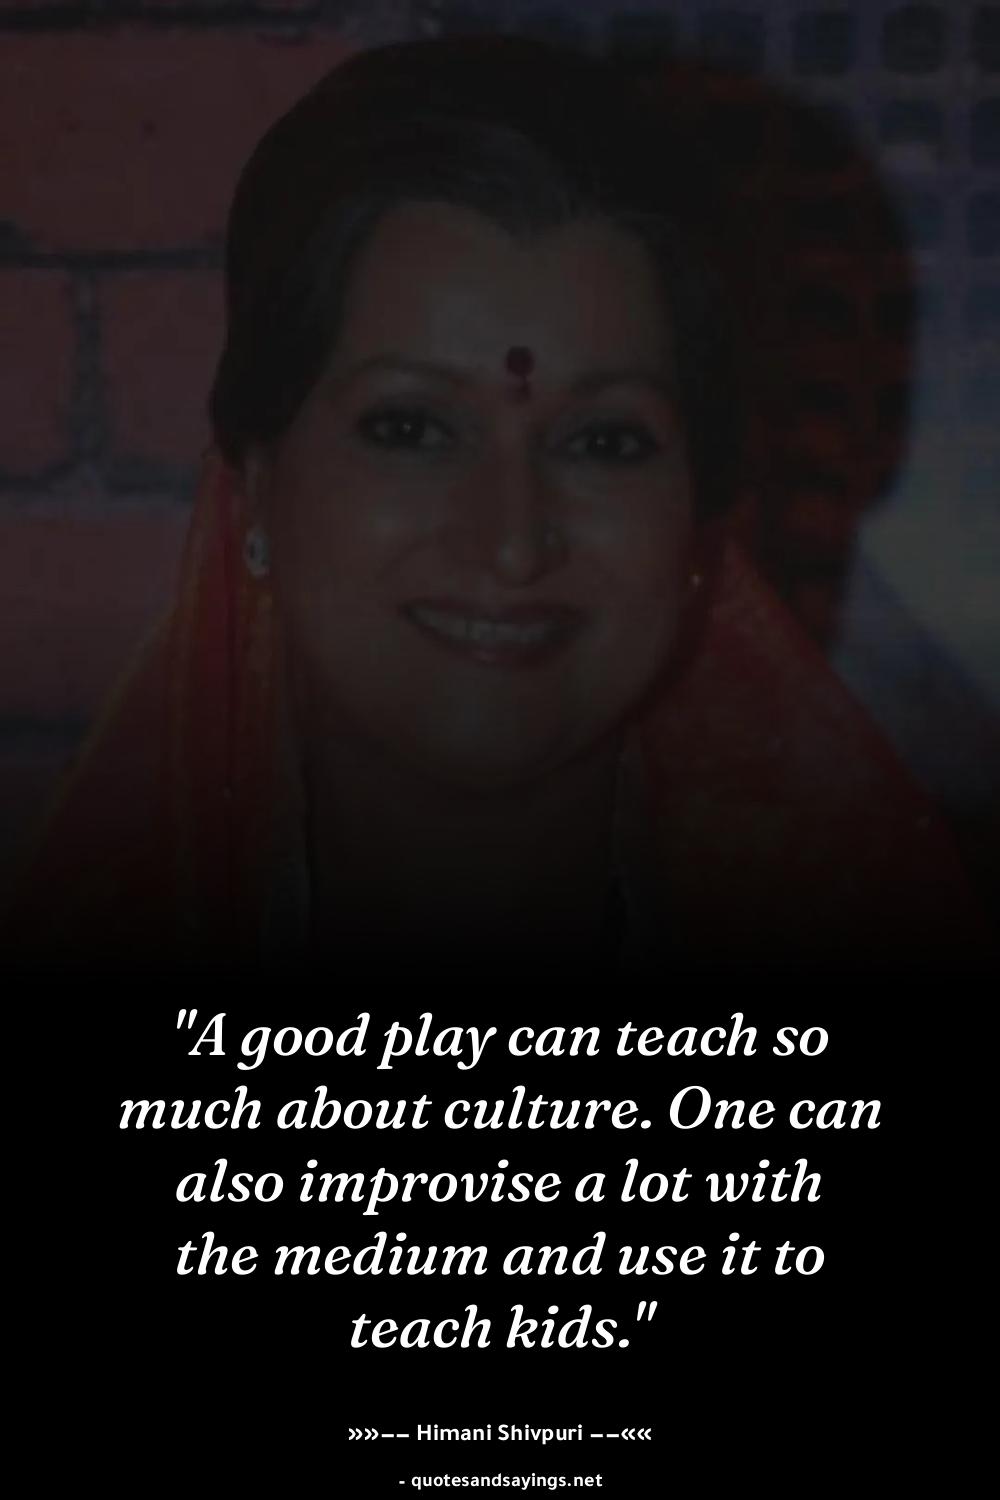 "A good play can teach so
much about culture. One can
also improvise a lot with
the medium and use it to
teach kids."
»»−− Himani Shivpuri −−««
- quotesandsayings.net